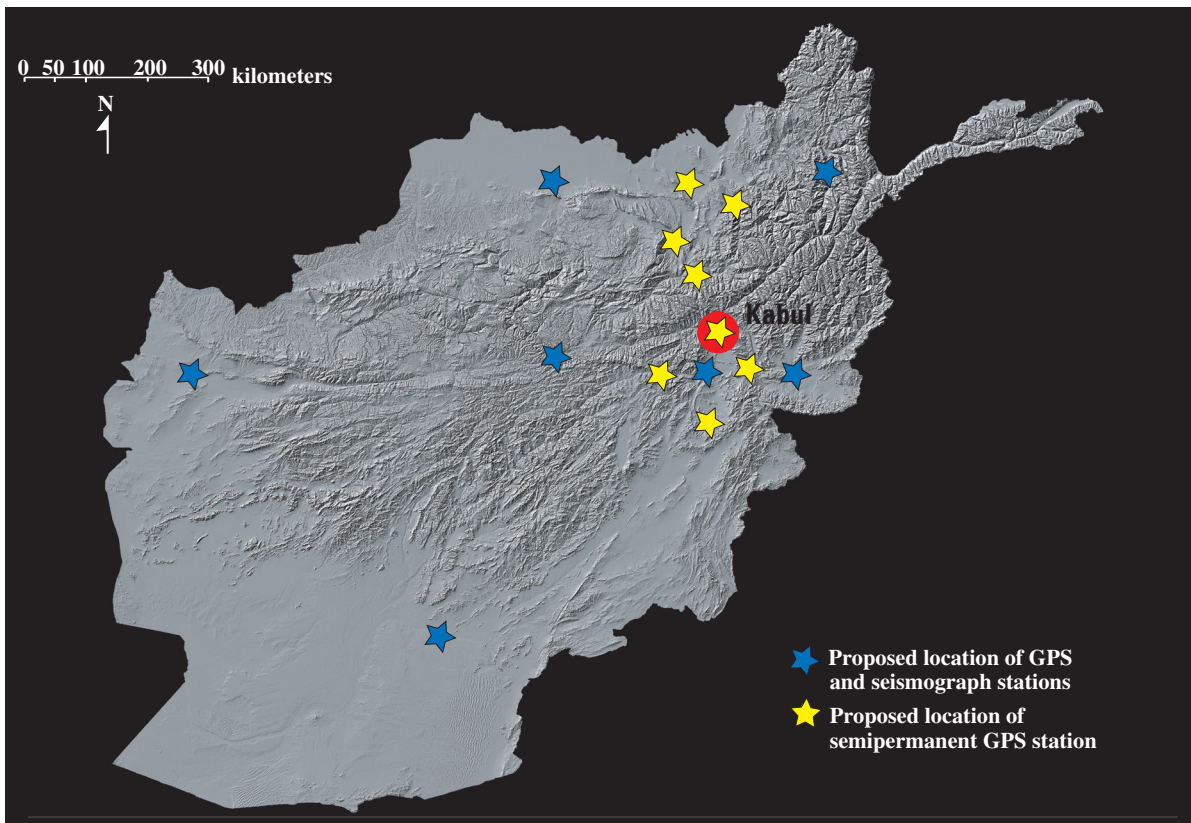 0 50 100 200 300 kilometers
N
Kabul
Proposed location of GPS
and seismograph stations
Proposed location of
semipermanent GPS station